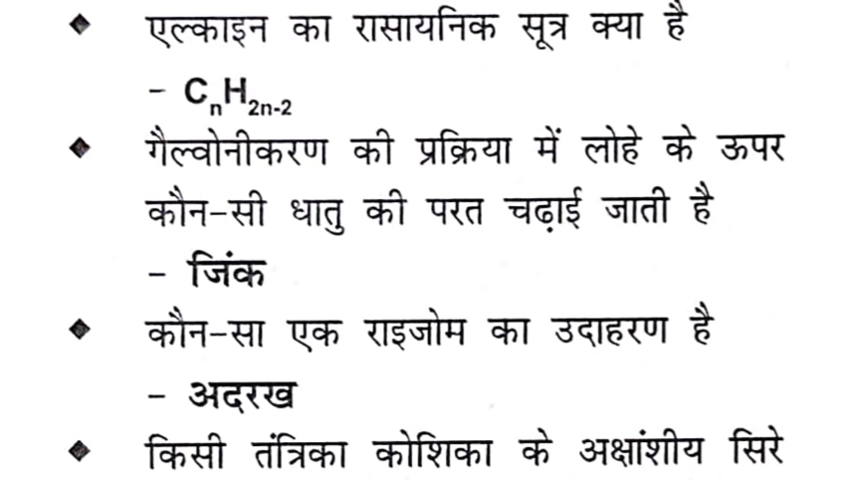 ◆ एल्काइन का रासायनिक सूत्र क्या है
– CₙH₂ₙ₋₂
◆ गैल्वोनीकरण की प्रक्रिया में लोहे के ऊपर
कौन-सी धातु की परत चढ़ाई जाती है
– जिंक
◆ कौन-सा एक राइजोम का उदाहरण है
– अदरख
◆ किसी तंत्रिका कोशिका के अक्षांशीय सिरे